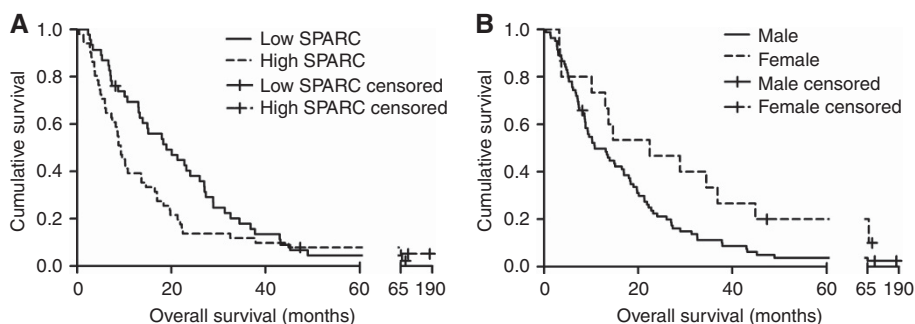 A
Cumulative survival
1.0
0.8
0.6
0.4
0.2
0.0
Low SPARC
High SPARC
Low SPARC censored
High SPARC censored
0 20 40 60 65 190
Overall survival (months)
B
Cumulative survival
1.0
0.8
0.6
0.4
0.2
0.0
Male
Female
Male censored
Female censored
0 20 40 60 65 190
Overall survival (months)